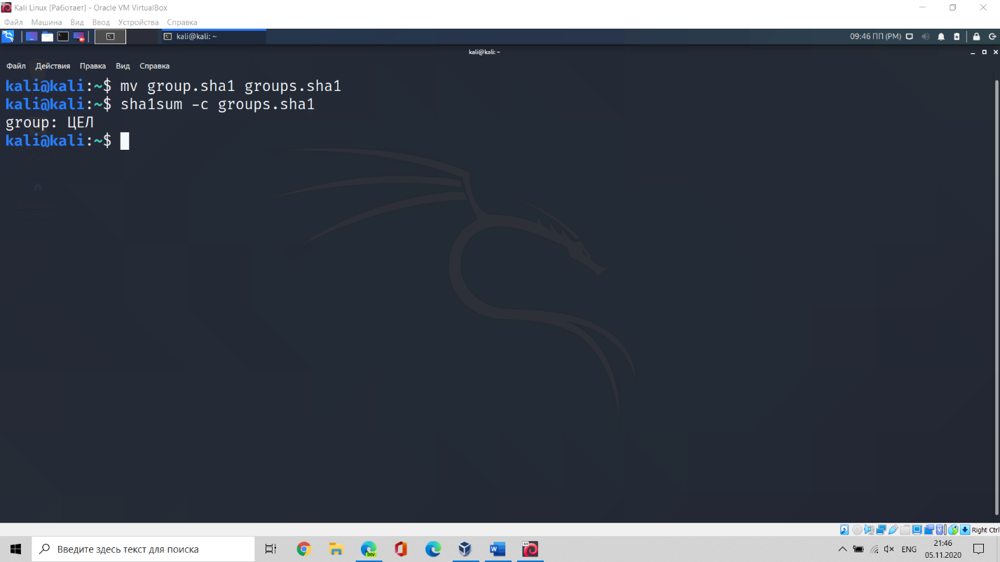 Kali Linux [Работает] - Oracle VM VirtualBox
Файл Машина Вид Ввод Устройства Справка
kali@kali: ~ 09:46 ПП (PM)
kali@kali: ~
Файл Действия Правка Вид Справка
kali@kali:~$ mv group.sha1 groups.sha1
kali@kali:~$ sha1sum -c groups.sha1
group: ЦЕЛ
kali@kali:~$
Right Ctrl
Введите здесь текст для поиска
DEV
64
ENG
21:46
05.11.2020